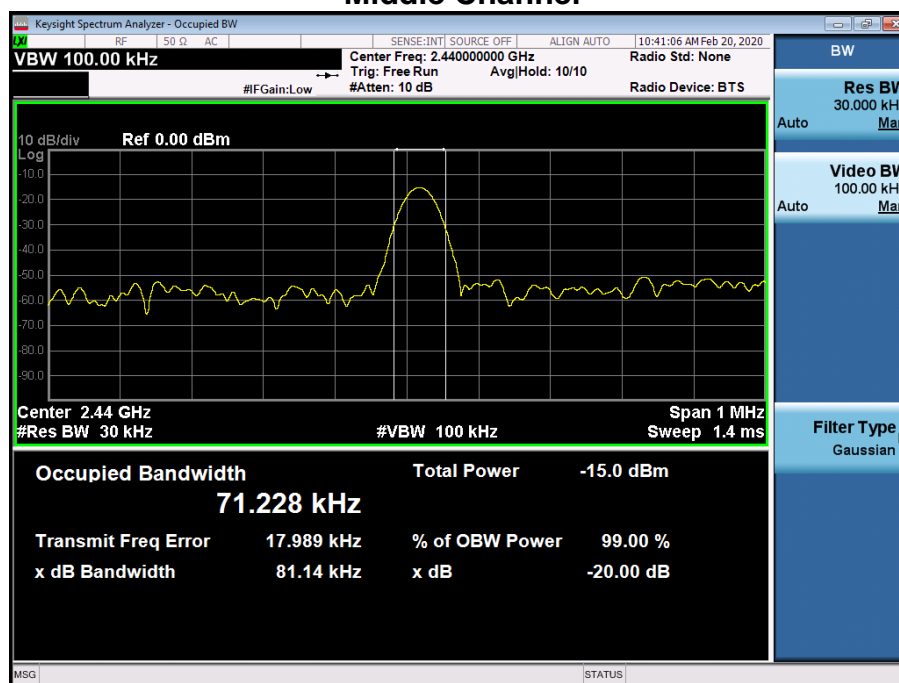 Middle Channel
Keysight Spectrum Analyzer - Occupied BW
LXI RF 50 Ω AC SENSE:INT SOURCE OFF ALIGN AUTO 10:41:06 AM Feb 20, 2020
VBW 100.00 kHz
Center Freq: 2.440000000 GHz
Radio Std: None
Trig: Free Run Avg|Hold: 10/10
#IFGain:Low #Atten: 10 dB Radio Device: BTS
10 dB/div Ref 0.00 dBm
Log
-10.0
-20.0
-30.0
-40.0
-50.0
-60.0
-70.0
-80.0
-90.0
Center 2.44 GHz Span 1 MHz
#Res BW 30 kHz #VBW 100 kHz Sweep 1.4 ms
Occupied Bandwidth Total Power -15.0 dBm
71.228 kHz
Transmit Freq Error 17.989 kHz % of OBW Power 99.00 %
x dB Bandwidth 81.14 kHz x dB -20.00 dB
MSG STATUS
BW
Res BW
30.000 kH
Auto Ma
Video BW
100.00 kH
Auto Ma
Filter Type
Gaussian